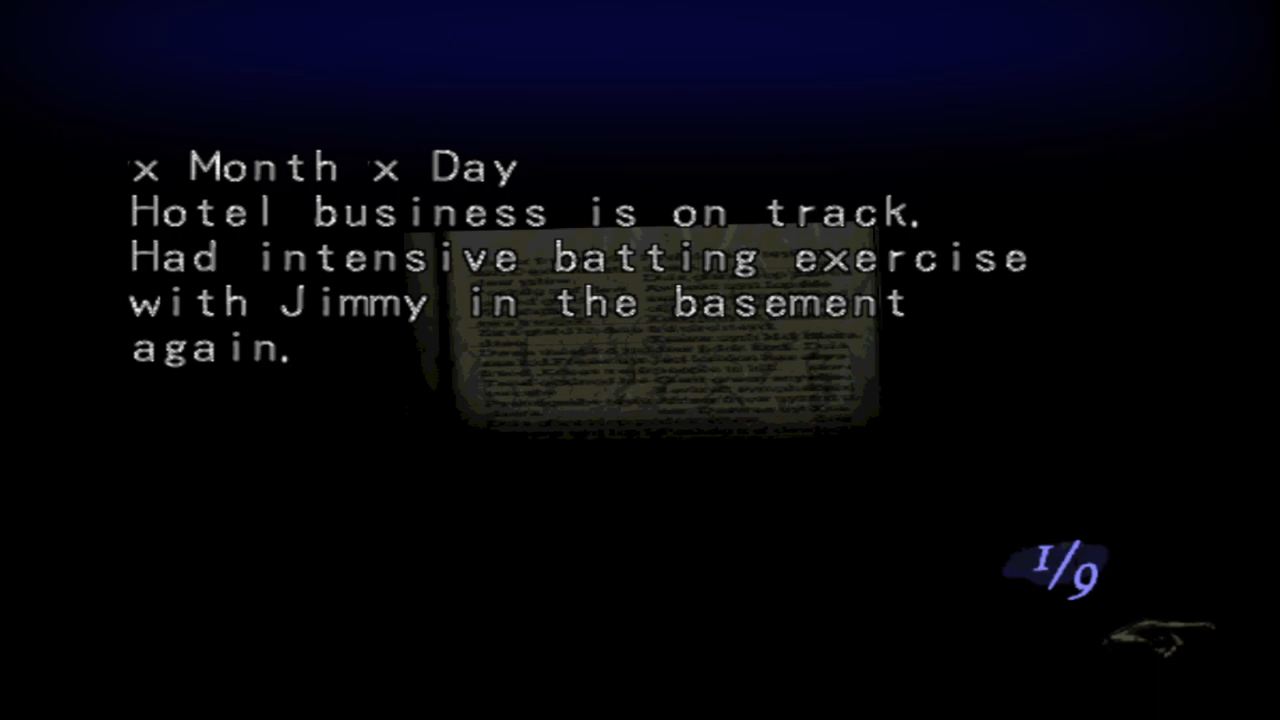 x Month x Day
Hotel business is on track.
Had intensive batting exercise
with Jimmy in the basement
again.
1/9